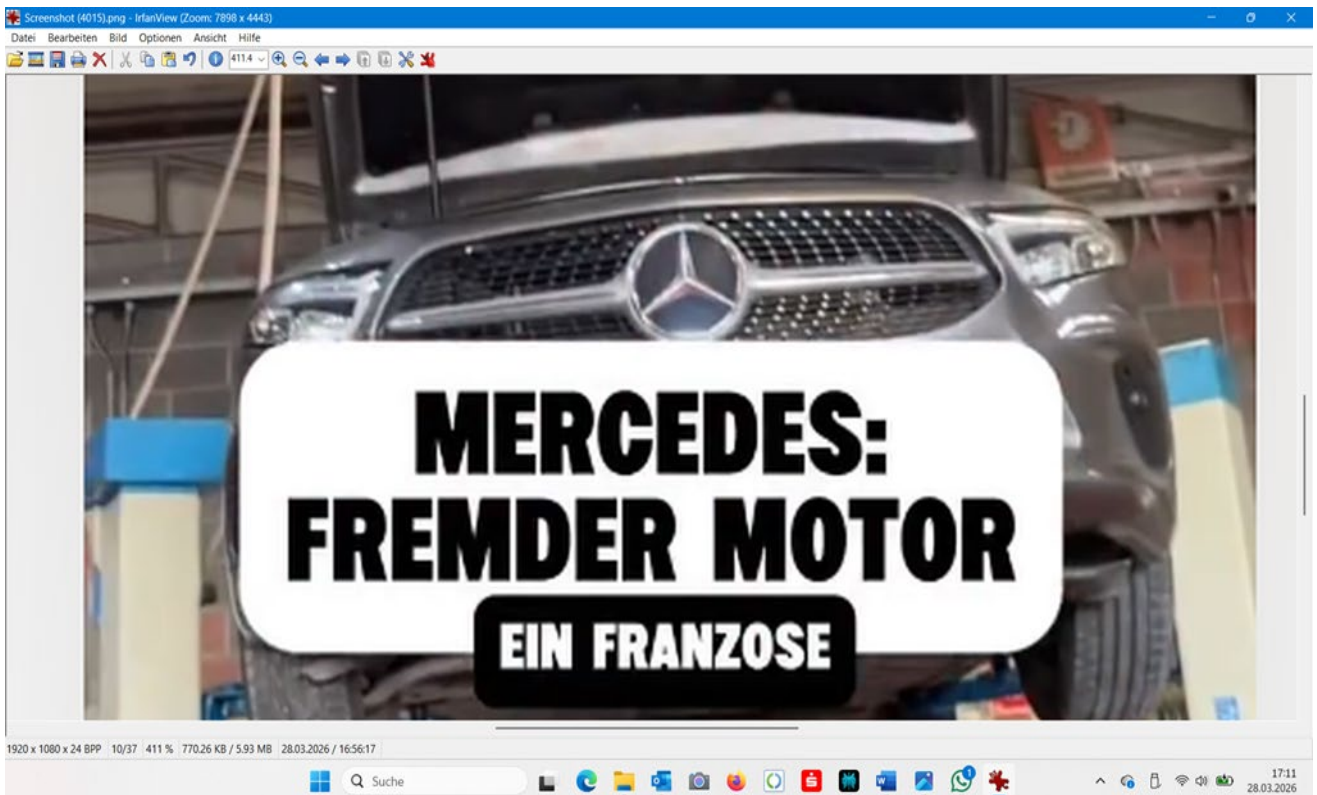 Screenshot (4015).png - IrfanView (Zoom: 7898 x 4443)
Datei Bearbeiten Bild Optionen Ansicht Hilfe
411.4
MERCEDES:
FREMDER MOTOR
EIN FRANZOSE
1920 x 1080 x 24 BPP 10/37 411 % 770.26 KB / 5.93 MB 28.03.2026 / 16:56:17
Suche
1
17:11
28.03.2026